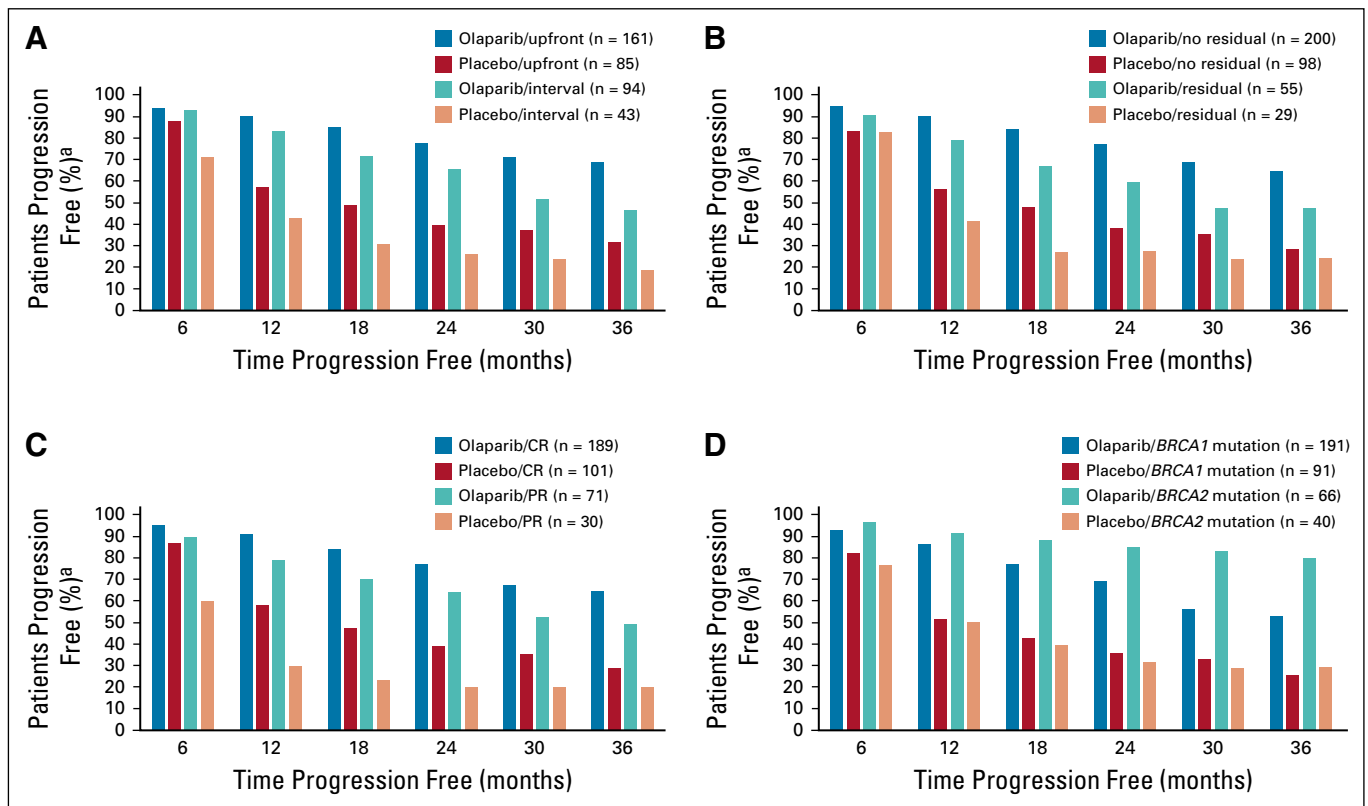 A
Olaparib/upfront (n = 161)
Placebo/upfront (n = 85)
Olaparib/interval (n = 94)
Placebo/interval (n = 43)
Patients Progression
Free (%)a
100
90
80
70
60
50
40
30
20
10
0
6 12 18 24 30 36
Time Progression Free (months)
B
Olaparib/no residual (n = 200)
Placebo/no residual (n = 98)
Olaparib/residual (n = 55)
Placebo/residual (n = 29)
Patients Progression
Free (%)a
100
90
80
70
60
50
40
30
20
10
0
6 12 18 24 30 36
Time Progression Free (months)
C
Olaparib/CR (n = 189)
Placebo/CR (n = 101)
Olaparib/PR (n = 71)
Placebo/PR (n = 30)
Patients Progression
Free (%)a
100
90
80
70
60
50
40
30
20
10
0
6 12 18 24 30 36
Time Progression Free (months)
D
Olaparib/BRCA1 mutation (n = 191)
Placebo/BRCA1 mutation (n = 91)
Olaparib/BRCA2 mutation (n = 66)
Placebo/BRCA2 mutation (n = 40)
Patients Progression
Free (%)a
100
90
80
70
60
50
40
30
20
10
0
6 12 18 24 30 36
Time Progression Free (months)